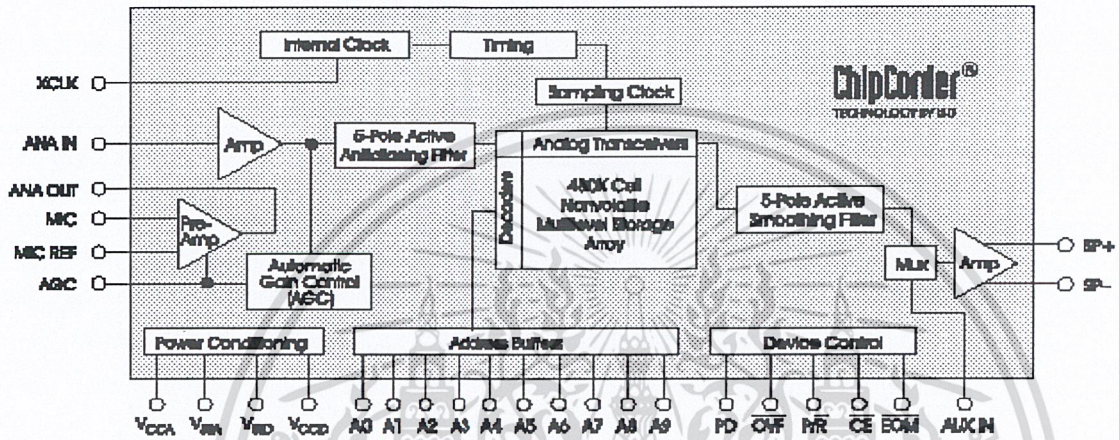 Internal Clock
Timing
XCLK
Sampling Clock
ChipCorder®
TECHNOLOGY BY ISD
ANA IN
Amp
5-Pole Active
Antialiasing Filter
Analog Transceivers
Decoders
480K Cell
Nonvolatile
Multilevel Storage
Array
ANA OUT
MIC
Pre-
Amp
MIC REF
AGC
Automatic
Gain Control
(AGC)
5-Pole Active
Smoothing Filter
Mux
Amp
SP+
SP–
Power Conditioning
Address Buffers
Device Control
VCCA VSSA VSSD VCCD A0 A1 A2 A3 A4 A5 A6 A7 A8 A9 PD OVF P/R CE EOM AUX IN